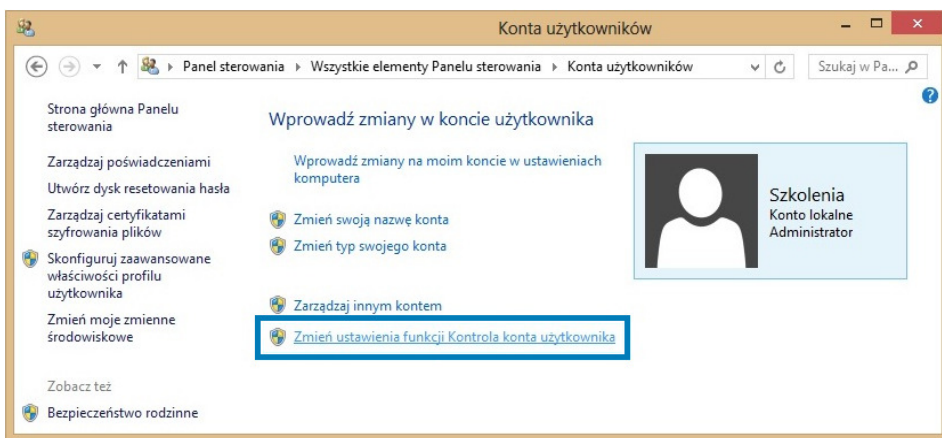 Konta użytkowników
Panel sterowania ▸ Wszystkie elementy Panelu sterowania ▸ Konta użytkowników
Szukaj w Pa...
Strona główna Panelu
sterowania
Zarządzaj poświadczeniami
Utwórz dysk resetowania hasła
Zarządzaj certyfikatami
szyfrowania plików
Skonfiguruj zaawansowane
właściwości profilu
użytkownika
Zmień moje zmienne
środowiskowe
Zobacz też
Bezpieczeństwo rodzinne
Wprowadź zmiany w koncie użytkownika
Wprowadź zmiany na moim koncie w ustawieniach
komputera
Zmień swoją nazwę konta
Zmień typ swojego konta
Zarządzaj innym kontem
Zmień ustawienia funkcji Kontrola konta użytkownika
Szkolenia
Konto lokalne
Administrator